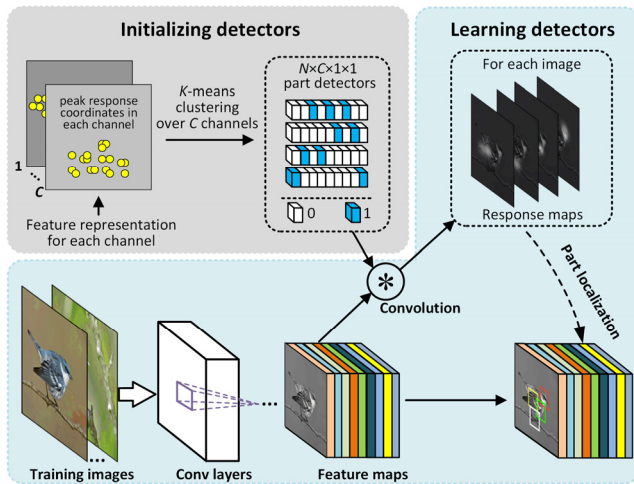 Initializing detectors
Learning detectors
peak response
coordinates in
each channel
1
...
C
Feature representation
for each channel
K-means
clustering
over C channels
N×C×1×1
part detectors
0
1
For each image
Response maps
Convolution
Part localization
...
Training images
Conv layers
...
Feature maps